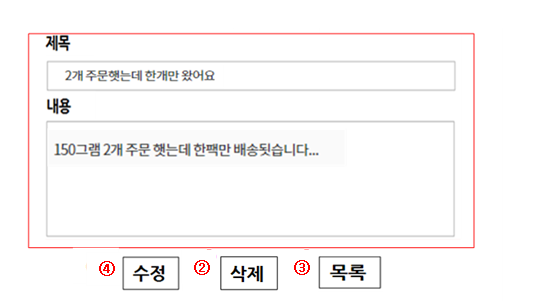 제목
2개 주문햇는데 한개만 왔어요
내용
150그램 2개 주문 햇는데 한팩만 배송됫습니다...
④ 수정 ② 삭제 ③ 목록